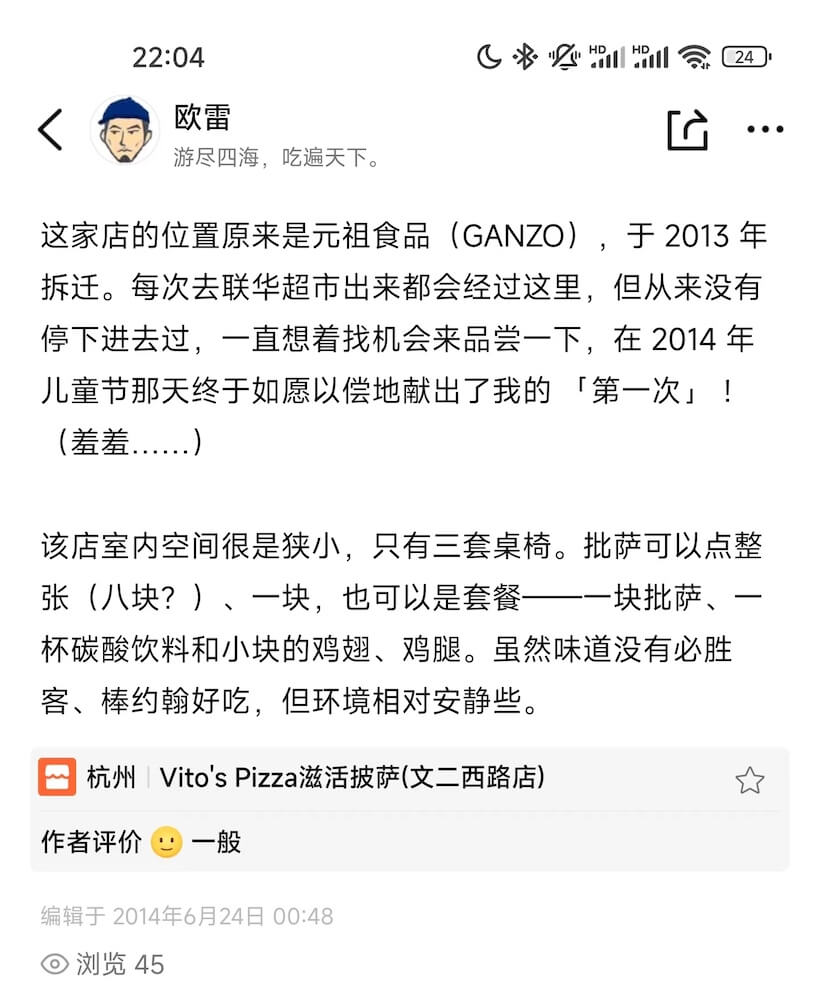 22:04
HD HD 24
欧雷
游尽四海，吃遍天下。
这家店的位置原来是元祖食品（GANZO），于 2013 年
拆迁。每次去联华超市出来都会经过这里，但从来没有
停下进去过，一直想着找机会来品尝一下，在 2014 年
儿童节那天终于如愿以偿地献出了我的「第一次」！
（羞羞……）
该店室内空间很是狭小，只有三套桌椅。批萨可以点整
张（八块？）、一块，也可以是套餐——一块批萨、一
杯碳酸饮料和小块的鸡翅、鸡腿。虽然味道没有必胜
客、棒约翰好吃，但环境相对安静些。
杭州 Vito's Pizza滋活披萨(文二西路店)
作者评价 🙂 一般
编辑于 2014年6月24日 00:48
浏览 45